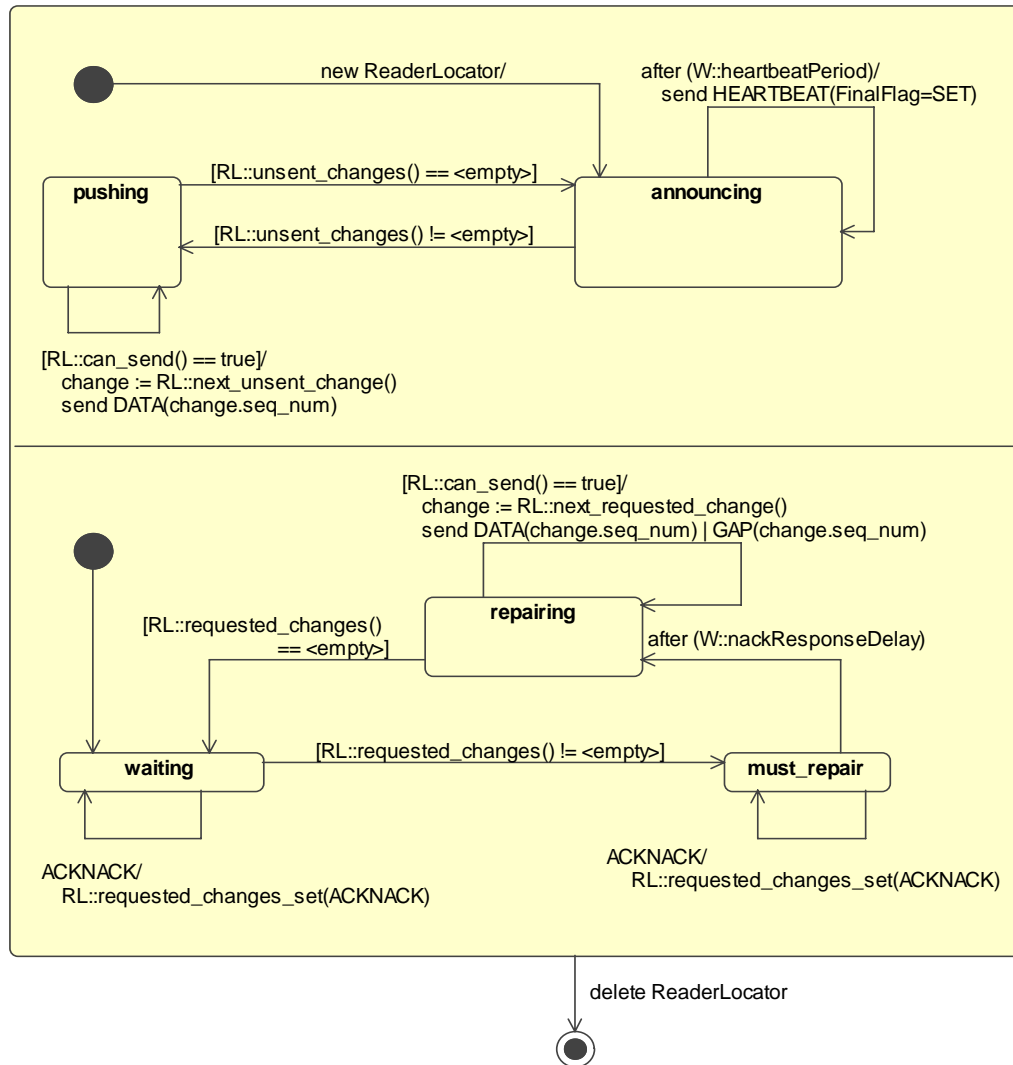 new ReaderLocator/
after (W::heartbeatPeriod)/
send HEARTBEAT(FinalFlag=SET)
[RL::unsent_changes() == <empty>]
pushing
announcing
[RL::unsent_changes() != <empty>]
[RL::can_send() == true]/
change := RL::next_unsent_change()
send DATA(change.seq_num)
[RL::can_send() == true]/
change := RL::next_requested_change()
send DATA(change.seq_num) | GAP(change.seq_num)
repairing
[RL::requested_changes()
== <empty>]
after (W::nackResponseDelay)
[RL::requested_changes() != <empty>]
waiting
must_repair
ACKNACK/
RL::requested_changes_set(ACKNACK)
ACKNACK/
RL::requested_changes_set(ACKNACK)
delete ReaderLocator